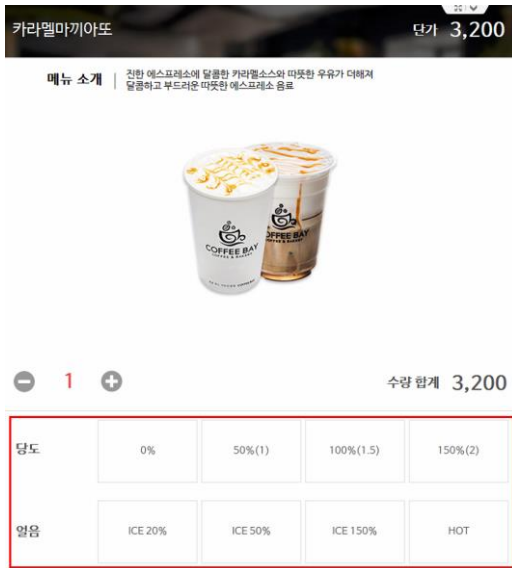 카라멜마끼아또
단가 3,200
메뉴 소개
진한 에스프레소에 달콤한 카라멜소스와 따뜻한 우유가 더해져
달콤하고 부드러운 따뜻한 에스프레소 음료
COFFEE BAY
COFFEE & BAKERY
COFFEE BAY
1
수량 합계 3,200
당도 0% 50%(1) 100%(1.5) 150%(2)
얼음 ICE 20% ICE 50% ICE 150% HOT